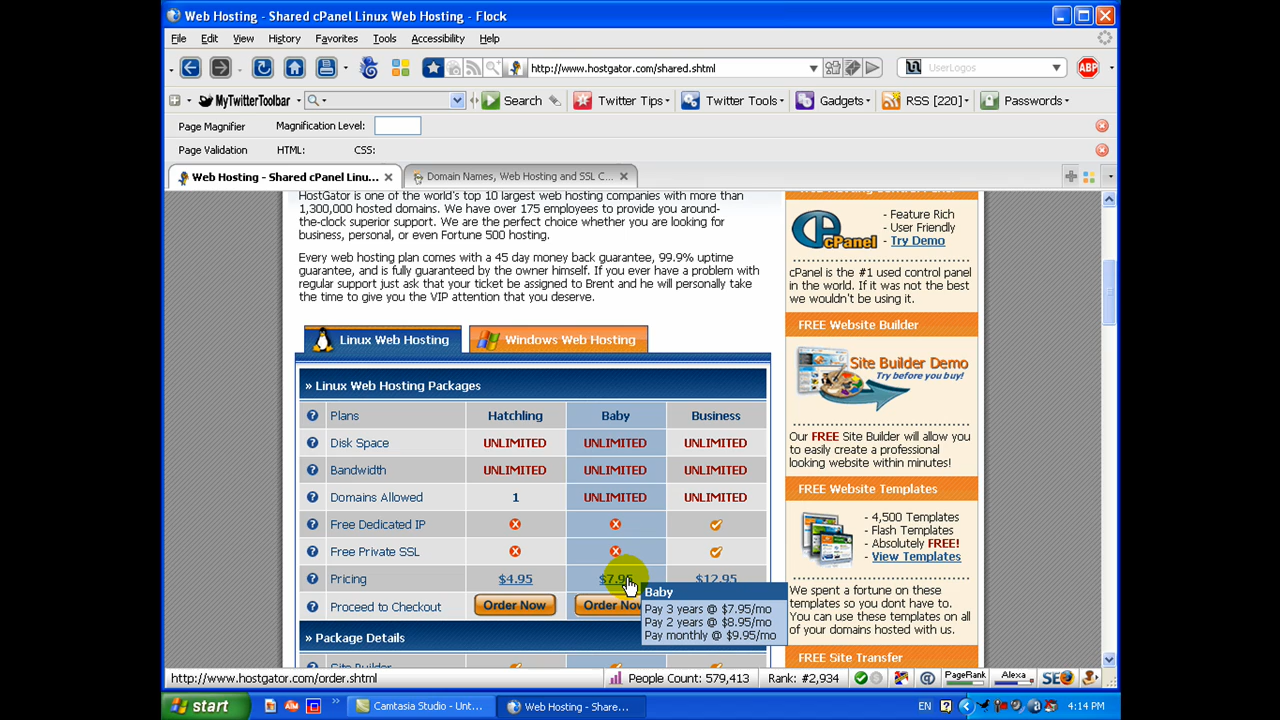 Web Hosting - Shared cPanel Linux Web Hosting - Flock
File Edit View History Favorites Tools Accessibility Help
http://www.hostgator.com/shared.shtml
UserLogos
ABP
MyTwitterToolbar
Search
Twitter Tips
Twitter Tools
Gadgets
RSS [220]
Passwords
Page Magnifier Magnification Level:
Page Validation HTML: CSS:
Web Hosting - Shared cPanel Linu...
Domain Names, Web Hosting and SSL C...
HostGator is one of the world's top 10 largest web hosting companies with more than
1,300,000 hosted domains. We have over 175 employees to provide you around-
the-clock superior support. We are the perfect choice whether you are looking for
business, personal, or even Fortune 500 hosting.
Every web hosting plan comes with a 45 day money back guarantee, 99.9% uptime
guarantee, and is fully guaranteed by the owner himself. If you ever have a problem with
regular support just ask that your ticket be assigned to Brent and he will personally take
the time to give you the VIP attention that you deserve.
Linux Web Hosting
Windows Web Hosting
» Linux Web Hosting Packages
Plans Hatchling Baby Business
Disk Space UNLIMITED UNLIMITED UNLIMITED
Bandwidth UNLIMITED UNLIMITED UNLIMITED
Domains Allowed 1 UNLIMITED UNLIMITED
Free Dedicated IP
Free Private SSL
Pricing $4.95 $7.95 $12.95
Proceed to Checkout Order Now Order Now
Baby
Pay 3 years @ $7.95/mo
Pay 2 years @ $8.95/mo
Pay monthly @ $9.95/mo
» Package Details
Site Builder
cPanel
- Feature Rich
- User Friendly
- Try Demo
cPanel is the #1 used control panel
in the world. If it was not the best
we wouldn't be using it.
FREE Website Builder
Site Builder Demo
Try before you buy!
Our FREE Site Builder will allow you
to easily create a professional
looking website within minutes!
FREE Website Templates
- 4,500 Templates
- Flash Templates
- Absolutely FREE!
- View Templates
We spent a fortune on these
templates so you dont have to.
You can use these templates on
all of your domains hosted with us.
FREE Site Transfer
http://www.hostgator.com/order.shtml
People Count: 579,413
Rank: #2,934
PageRank
Alexa
SEO
start
Camtasia Studio - Unt...
Web Hosting - Share...
EN
4:14 PM